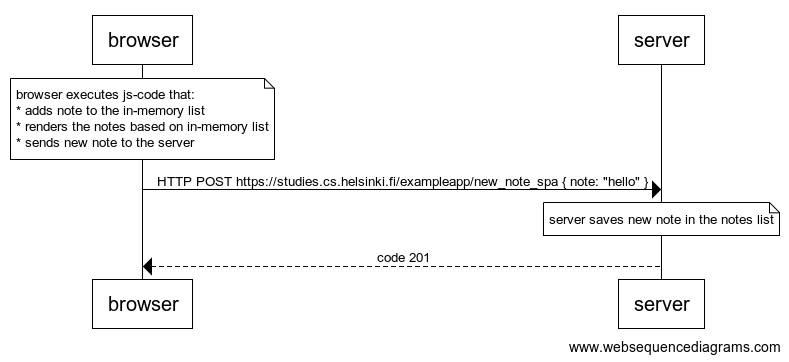 browser
server
browser executes js-code that:
* adds note to the in-memory list
* renders the notes based on in-memory list
* sends new note to the server
HTTP POST https://studies.cs.helsinki.fi/exampleapp/new_note_spa { note: "hello" }
server saves new note in the notes list
code 201
browser
server
www.websequencediagrams.com